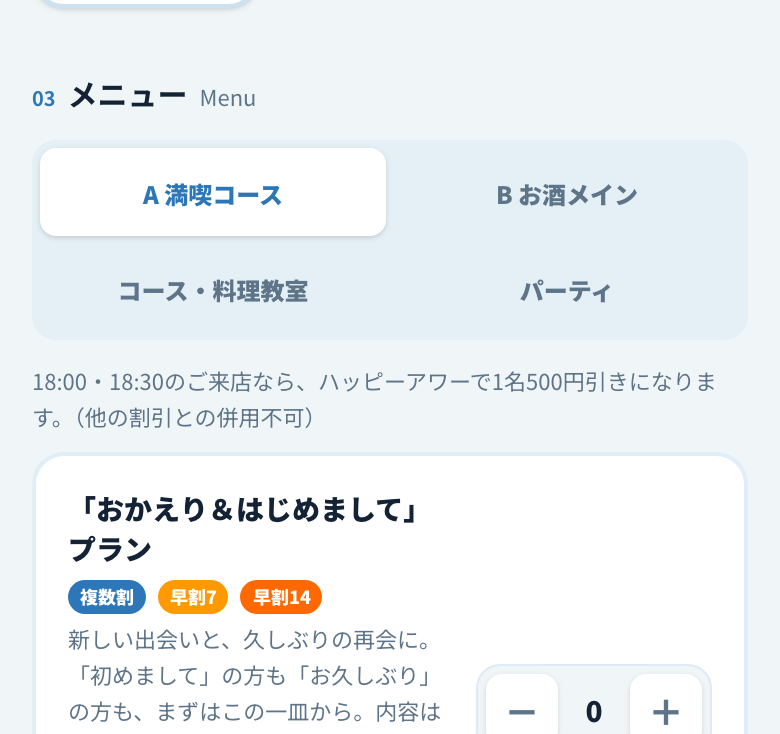 03 メニュー Menu
A 満喫コース
B お酒メイン
コース・料理教室
パーティ
18:00・18:30のご来店なら、ハッピーアワーで1名500円引きになりま
す。（他の割引との併用不可）
「おかえり＆はじめまして」
プラン
複数割 早割7 早割14
新しい出会いと、久しぶりの再会に。
「初めまして」の方も「お久しぶり」
の方も、まずはこの一皿から。内容は
− 0 +